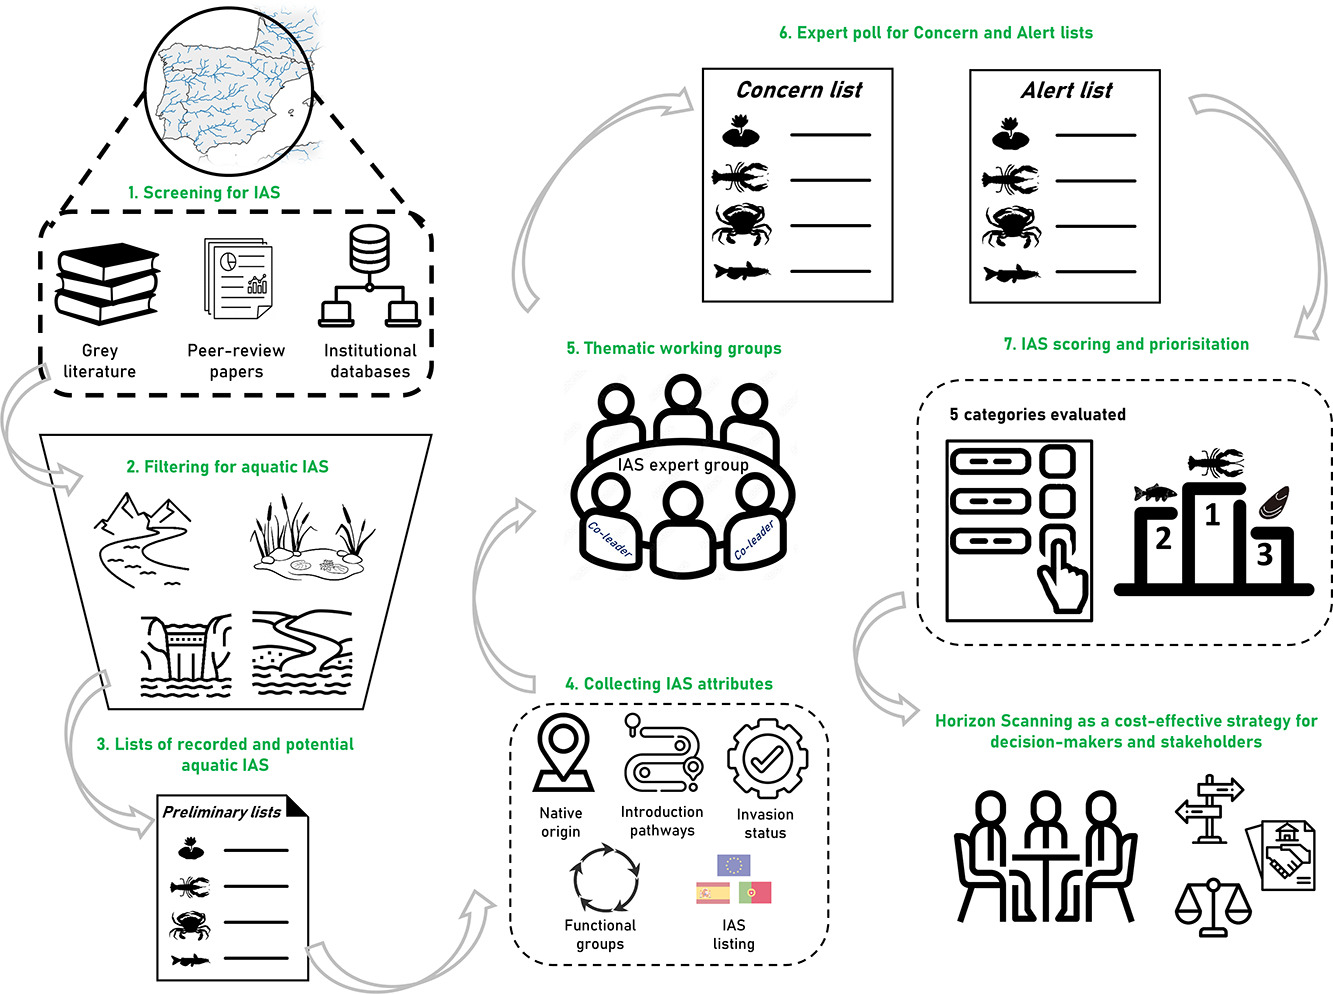 1. Screening for IAS
Grey
literature
Peer-review
papers
Institutional
databases
2. Filtering for aquatic IAS
3. Lists of recorded and potential
aquatic IAS
Preliminary lists
4. Collecting IAS attributes
Native
origin
Introduction
pathways
Invasion
status
Functional
groups
IAS
listing
5. Thematic working groups
IAS expert group
Co-leader
Co-leader
6. Expert poll for Concern and Alert lists
Concern list
Alert list
7. IAS scoring and priorisitation
5 categories evaluated
2
1
3
Horizon Scanning as a cost-effective strategy for
decision-makers and stakeholders